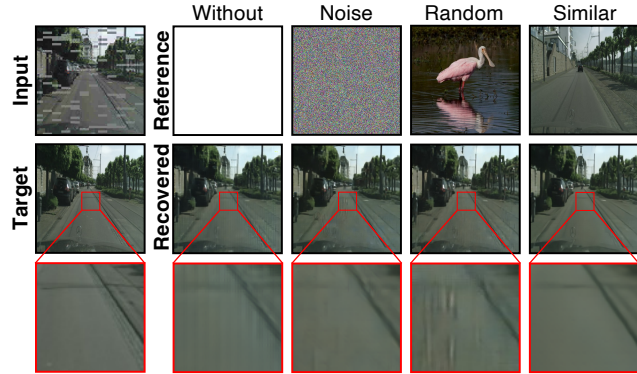 Without Noise Random Similar
Input
Reference
Target
Recovered